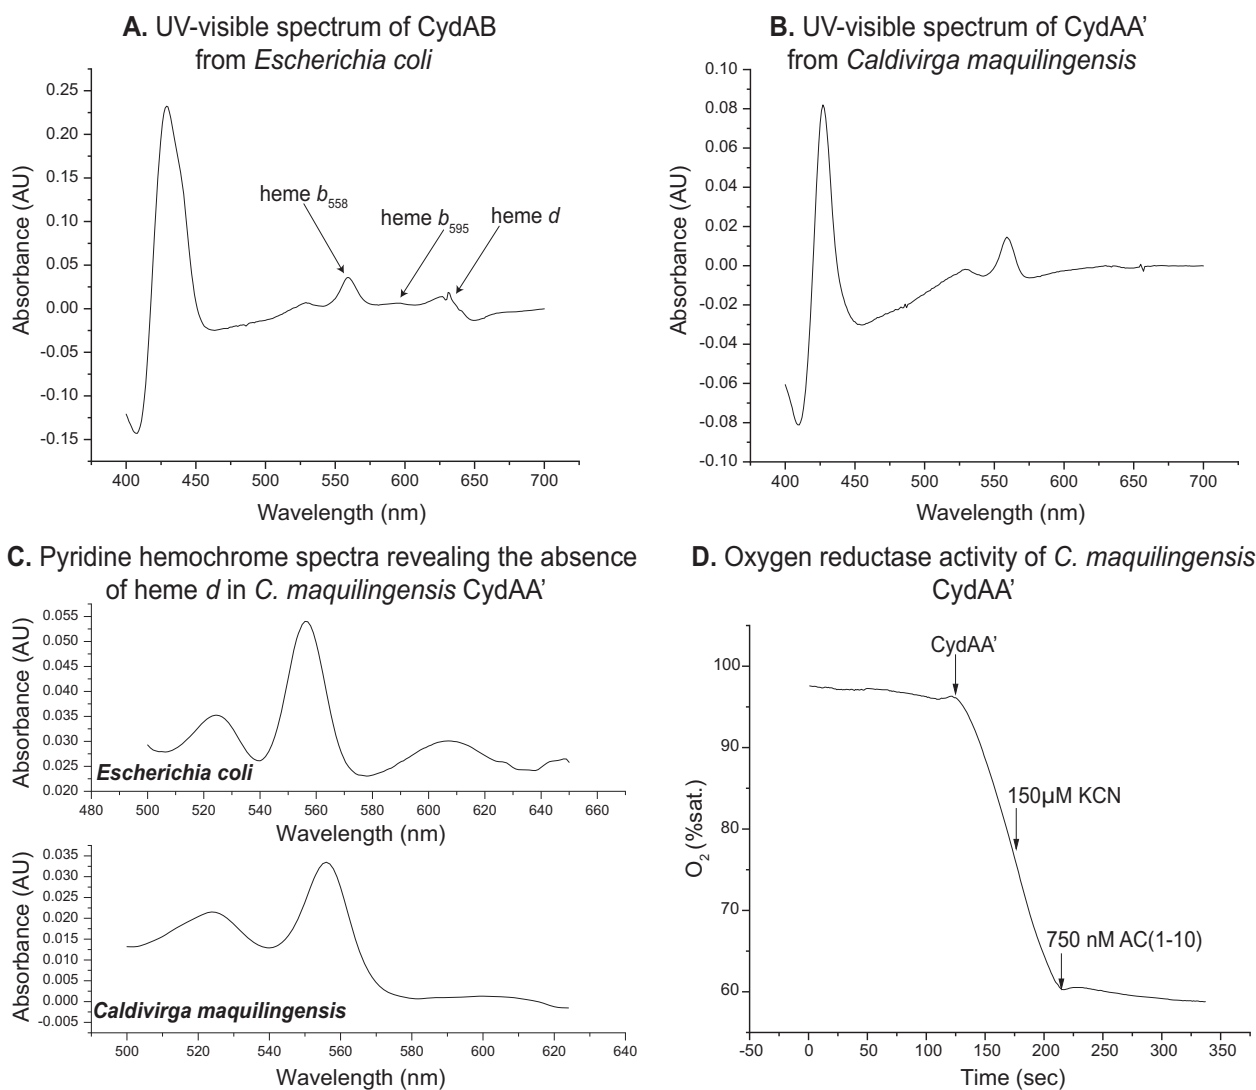 A. UV-visible spectrum of CydAB
from Escherichia coli
0.25
0.20
0.15
0.10
0.05
0.00
-0.05
-0.10
-0.15
Absorbance (AU)
heme b558
heme b595
heme d
400 450 500 550 600 650 700
Wavelength (nm)
B. UV-visible spectrum of CydAA’
from Caldivirga maquilingensis
0.10
0.08
0.06
0.04
0.02
0.00
-0.02
-0.04
-0.06
-0.08
-0.10
Absorbance (AU)
400 450 500 550 600 650 700
Wavelength (nm)
C. Pyridine hemochrome spectra revealing the absence
of heme d in C. maquilingensis CydAA’
0.055
0.050
0.045
0.040
0.035
0.030
0.025
0.020
Absorbance (AU)
Escherichia coli
480 500 520 540 560 580 600 620 640 660
Wavelength (nm)
0.035
0.030
0.025
0.020
0.015
0.010
0.005
0.000
-0.005
Absorbance (AU)
Caldivirga maquilingensis
500 520 540 560 580 600 620 640
Wavelength (nm)
D. Oxygen reductase activity of C. maquilingensis
CydAA’
100
90
80
70
60
O2 (%sat.)
CydAA’
150µM KCN
750 nM AC(1-10)
-50 0 50 100 150 200 250 300 350
Time (sec)